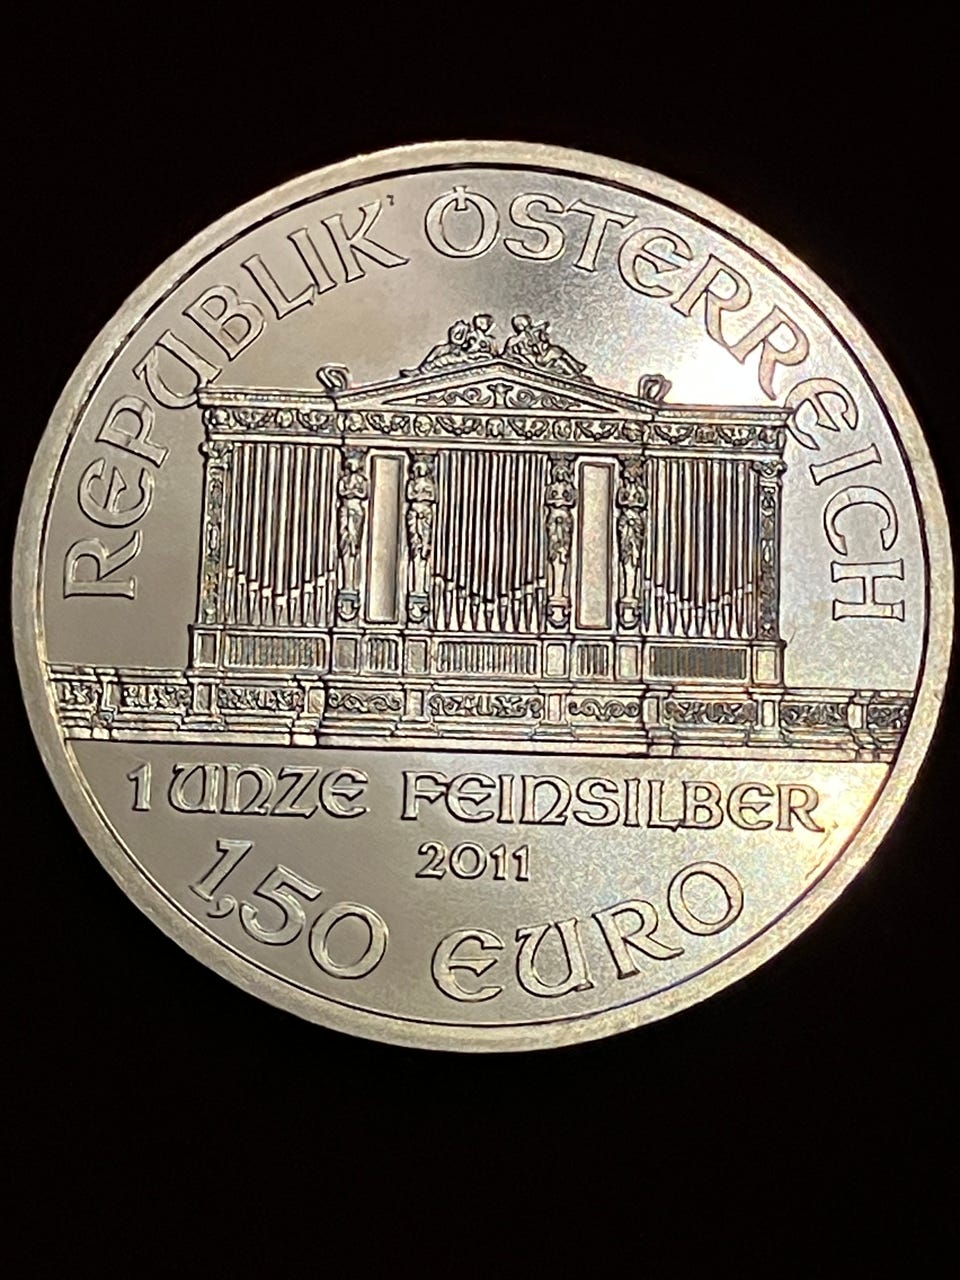 REPUBLIK ÖSTERREICH
1 UNZE FEINSILBER
2011
1,50 EURO